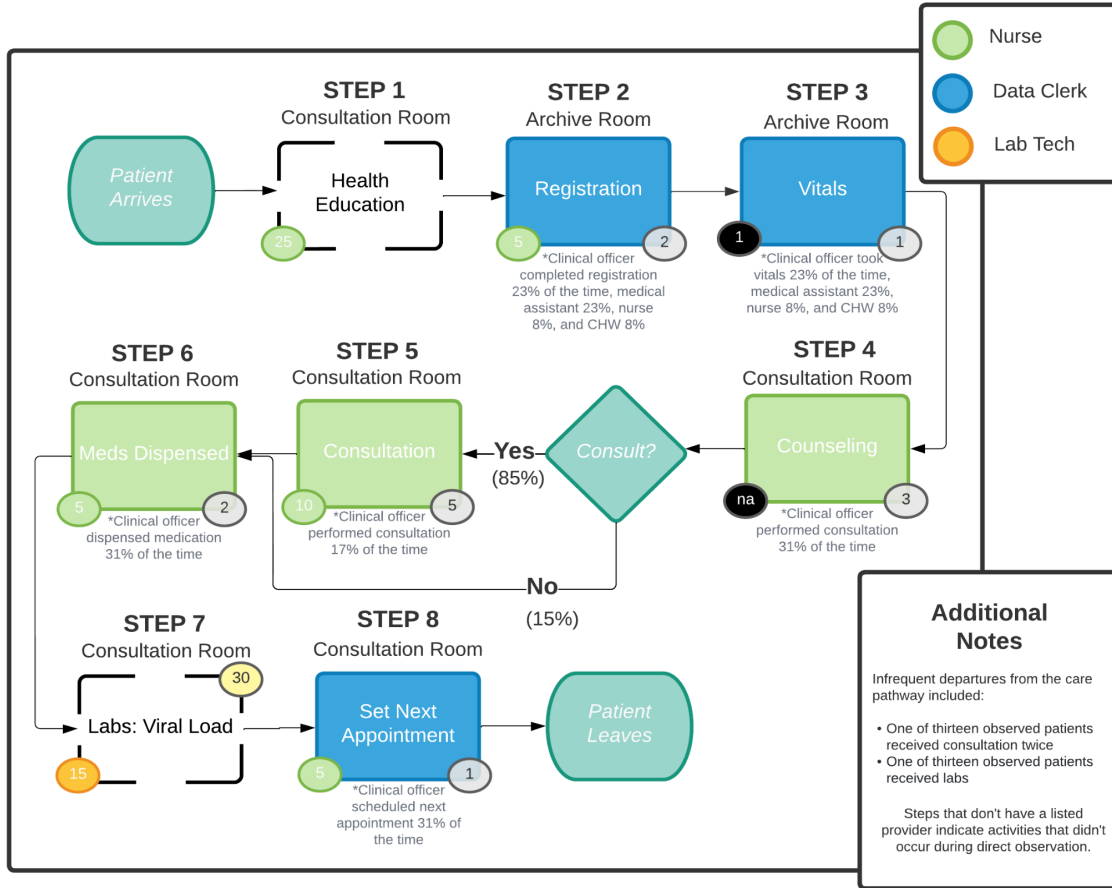 Nurse
Data Clerk
Lab Tech
STEP 1
Consultation Room
Patient
Arrives
Health
Education
25
STEP 2
Archive Room
Registration
5
2
*Clinical officer
completed registration
23% of the time, medical
assistant 23%, nurse
8%, and CHW 8%
STEP 3
Archive Room
Vitals
1
1
*Clinical officer took
vitals 23% of the time,
medical assistant 23%,
nurse 8%, and CHW 8%
STEP 4
Consultation Room
Counseling
na
3
*Clinical officer
performed consultation
31% of the time
Consult?
Yes
(85%)
No
(15%)
STEP 5
Consultation Room
Consultation
10
5
*Clinical officer
performed consultation
17% of the time
STEP 6
Consultation Room
Meds Dispensed
5
2
*Clinical officer
dispensed medication
31% of the time
STEP 7
Consultation Room
30
Labs: Viral Load
15
STEP 8
Consultation Room
Set Next
Appointment
5
1
*Clinical officer
scheduled next
appointment 31% of
the time
Patient
Leaves
Additional
Notes
Infrequent departures from the care
pathway included:
• One of thirteen observed patients
received consultation twice
• One of thirteen observed patients
received labs
Steps that don't have a listed
provider indicate activities that didn't
occur during direct observation.